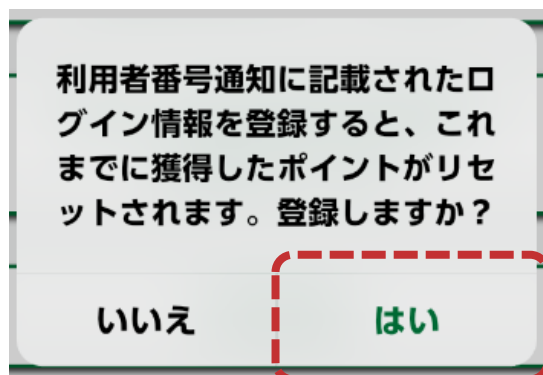 利用者番号通知に記載されたロ
グイン情報を登録すると、これ
までに獲得したポイントがリセ
ットされます。登録しますか？
いいえ はい